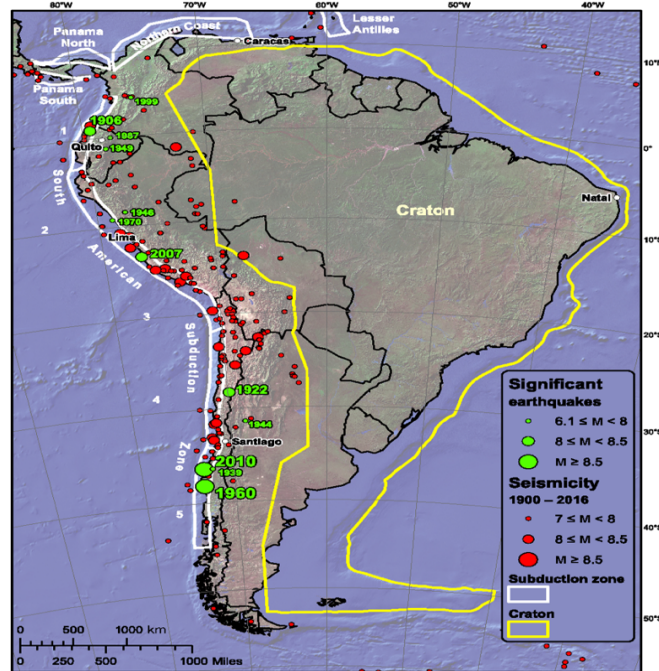 80°W
70°W
60°W
50°W
40°W
Lesser
Antilles
Panama
North
Northern Coast
Caracas
10°N
Panama
South
1999
1906
1
1987
Quito
1949
0°
South
Craton
Natal
1946
1970
2
Lima
2007
10°S
American
3
Subduction
20°S
4
1922
1944
30°S
Santiago
Zone
2010
1939
1960
5
40°S
50°S
Significant
earthquakes
6.1 ≤ M < 8
8 ≤ M < 8.5
M ≥ 8.5
Seismicity
1900 – 2016
7 ≤ M < 8
8 ≤ M < 8.5
M ≥ 8.5
Subduction zone
Craton
500 0 500 1000 km
500 250 0 500 1000 Miles